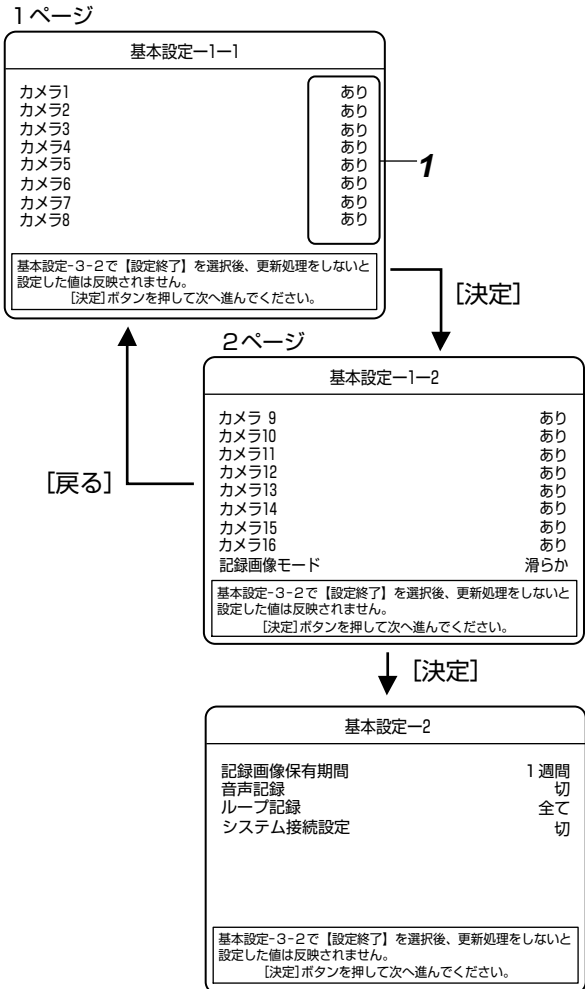 1ページ
基本設定ー1ー1
カメラ1 あり
カメラ2 あり
カメラ3 あり
カメラ4 あり
カメラ5 あり
カメラ6 あり
カメラ7 あり
カメラ8 あり
1
基本設定-3-2で【設定終了】を選択後、更新処理をしないと
設定した値は反映されません。
[決定]ボタンを押して次へ進んでください。
[決定]
2ページ
基本設定ー1ー2
カメラ 9 あり
カメラ10 あり
カメラ11 あり
カメラ12 あり
カメラ13 あり
カメラ14 あり
カメラ15 あり
カメラ16 あり
記録画像モード 滑らか
基本設定-3-2で【設定終了】を選択後、更新処理をしないと
設定した値は反映されません。
[決定]ボタンを押して次へ進んでください。
[戻る]
[決定]
基本設定ー2
記録画像保有期間 1週間
音声記録 切
ループ記録 全て
システム接続設定 切
基本設定-3-2で【設定終了】を選択後、更新処理をしないと
設定した値は反映されません。
[決定]ボタンを押して次へ進んでください。